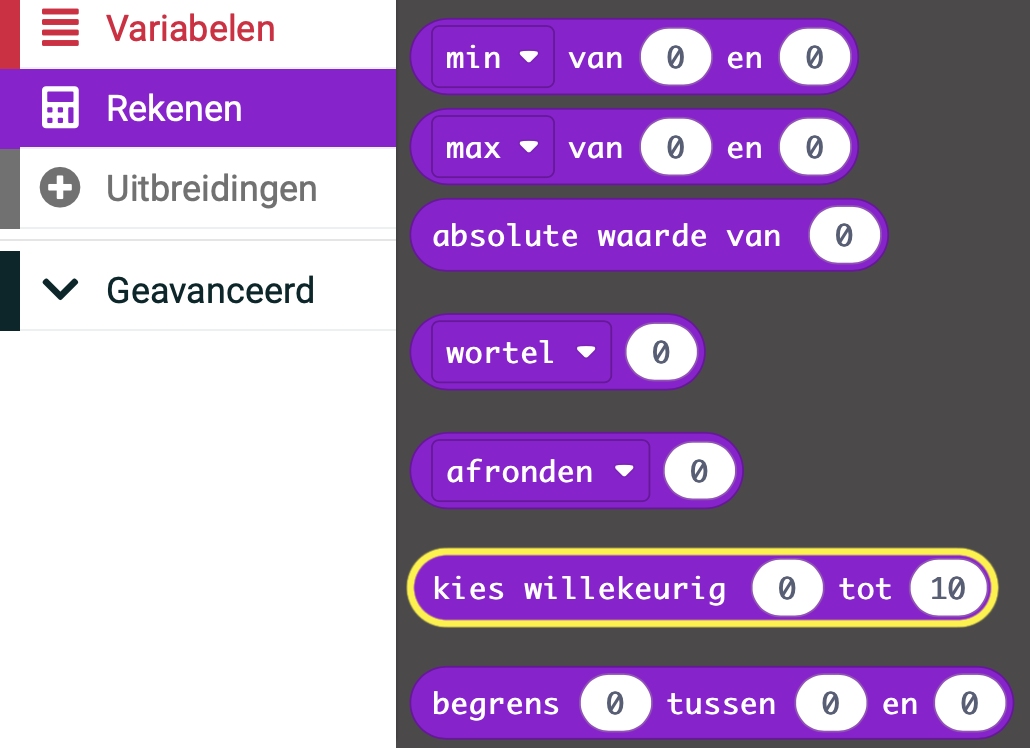 Variabelen
Rekenen
Uitbreidingen
Geavanceerd
min van 0 en 0
max van 0 en 0
absolute waarde van 0
wortel 0
afronden 0
kies willekeurig 0 tot 10
begrens 0 tussen 0 en 0